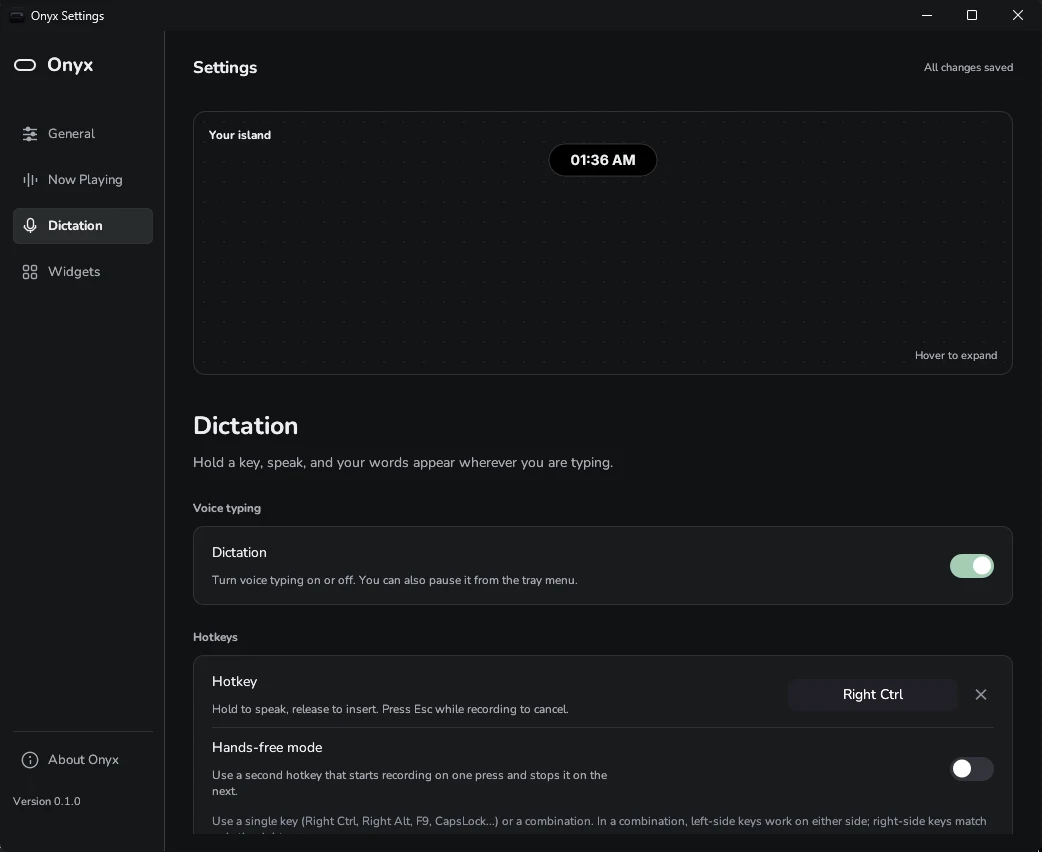 Onyx Settings
Onyx
General
Now Playing
Dictation
Widgets
About Onyx
Version 0.1.0
Settings
All changes saved
Your island
01:36 AM
Hover to expand
Dictation
Hold a key, speak, and your words appear wherever you are typing.
Voice typing
Dictation
Turn voice typing on or off. You can also pause it from the tray menu.
Hotkeys
Hotkey
Hold to speak, release to insert. Press Esc while recording to cancel.
Right Ctrl
Hands-free mode
Use a second hotkey that starts recording on one press and stops it on the
next.
Use a single key (Right Ctrl, Right Alt, F9, CapsLock...) or a combination. In a combination, left-side keys work on either side; right-side keys match